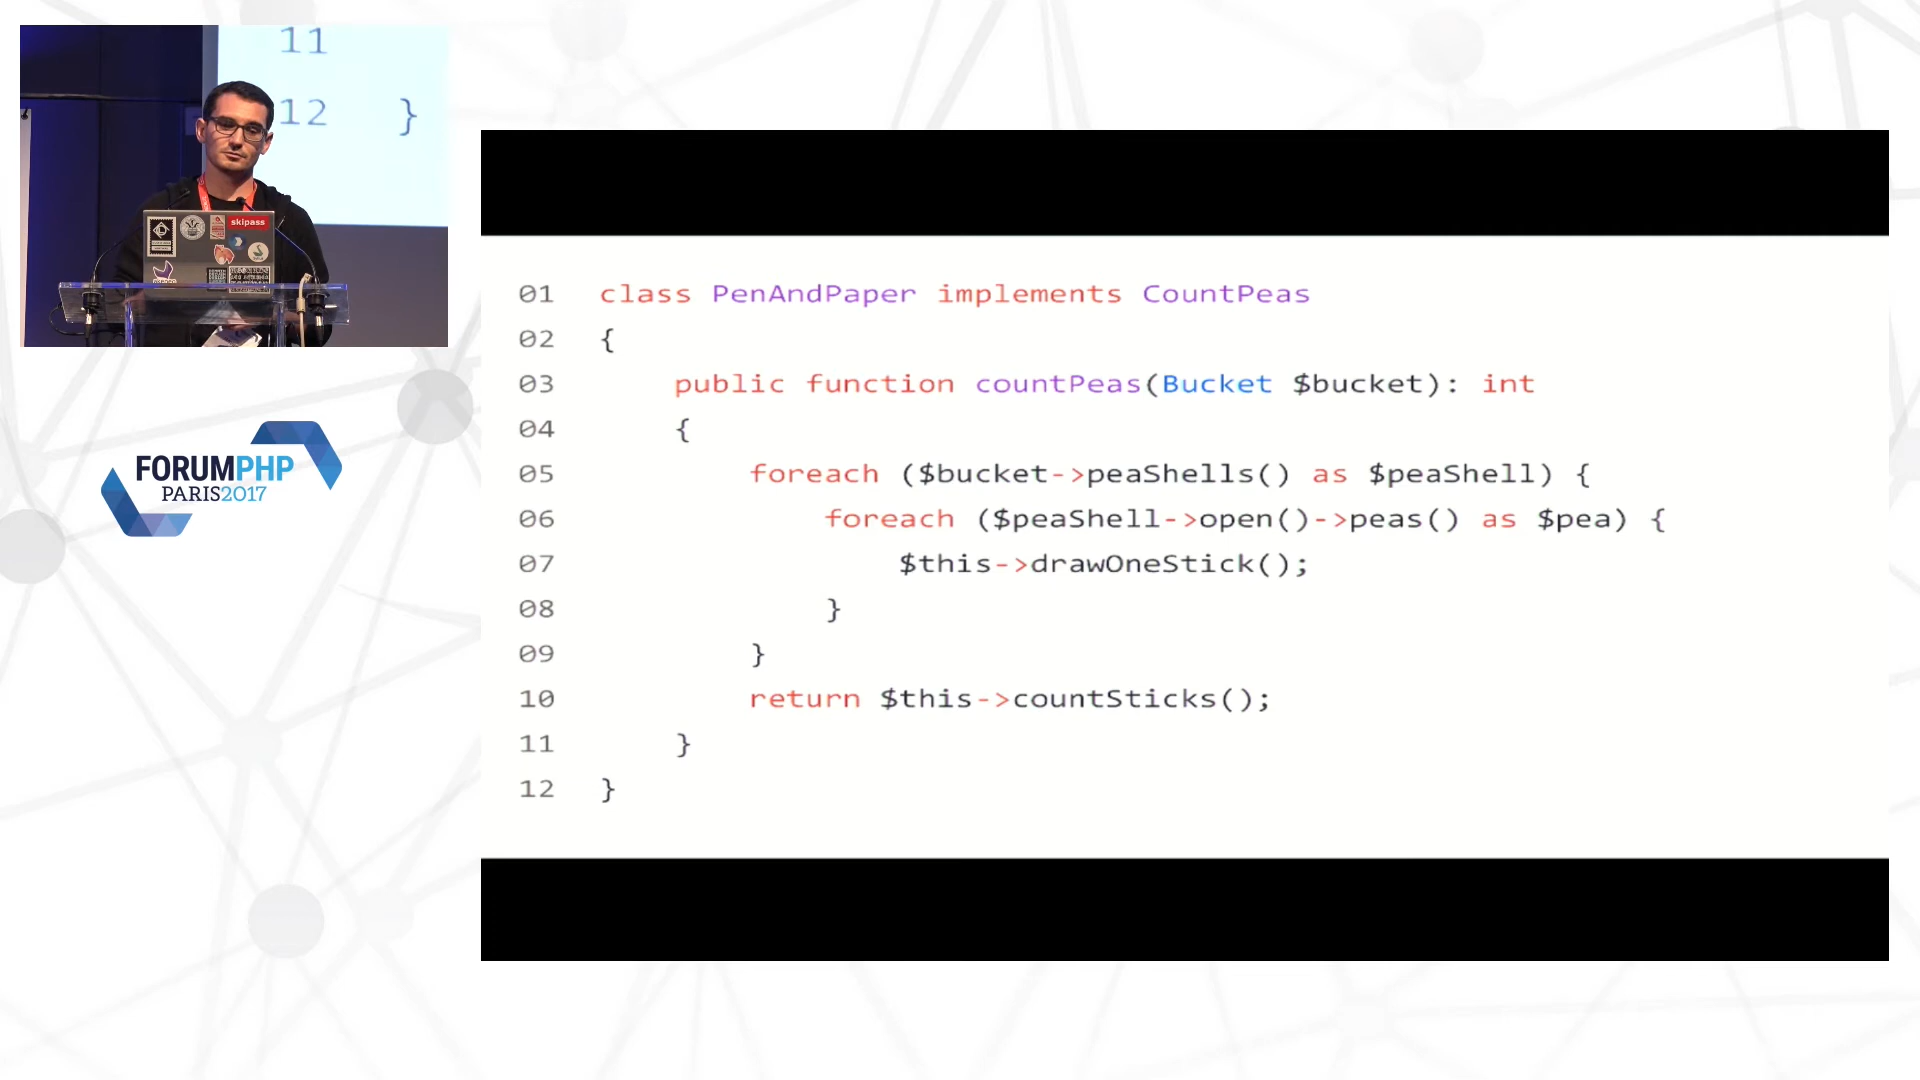 11
12 }
skipass
FORUMPHP
PARIS2017
01 class PenAndPaper implements CountPeas
02 {
03 public function countPeas(Bucket $bucket): int
04 {
05 foreach ($bucket->peaShells() as $peaShell) {
06 foreach ($peaShell->open()->peas() as $pea) {
07 $this->drawOneStick();
08 }
09 }
10 return $this->countSticks();
11 }
12 }